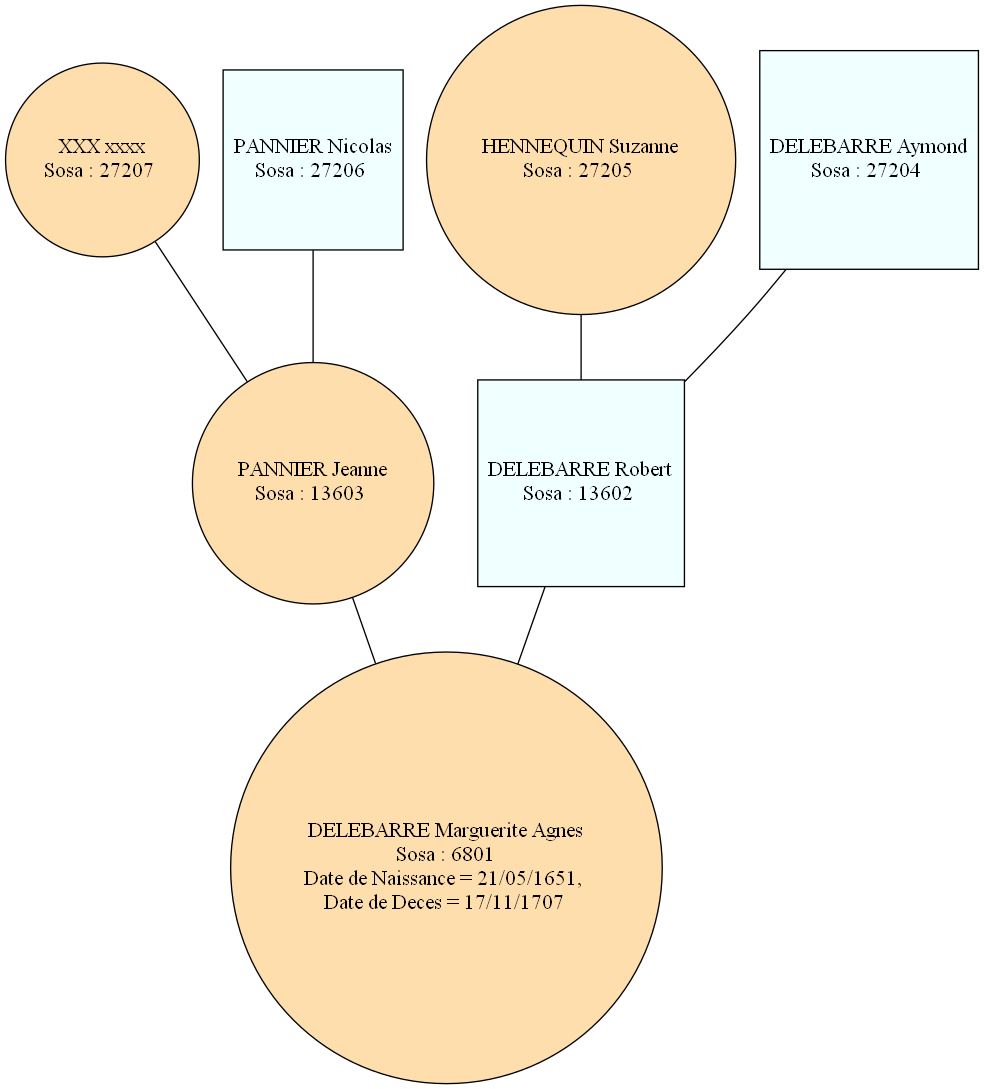 XXX xxxx
Sosa : 27207
PANNIER Nicolas
Sosa : 27206
HENNEQUIN Suzanne
Sosa : 27205
DELEBARRE Aymond
Sosa : 27204
PANNIER Jeanne
Sosa : 13603
DELEBARRE Robert
Sosa : 13602
DELEBARRE Marguerite Agnes
Sosa : 6801
Date de Naissance = 21/05/1651,
Date de Deces = 17/11/1707